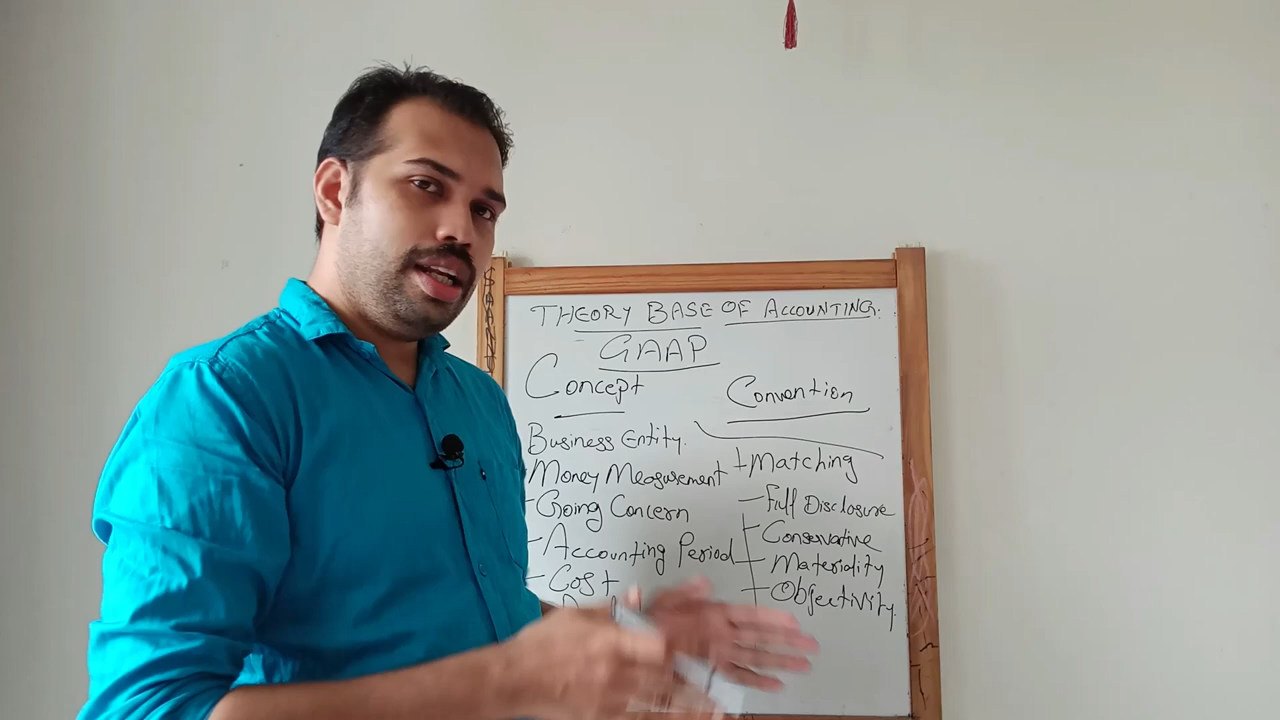 THEORY BASE OF ACCOUNTING.
GAAP
Concept
Convention
Business Entity.
Money Measurement
Going Concern
Accounting Period
Cost
Matching
Full Disclosure
Conservative
Materiality
Objectivity.